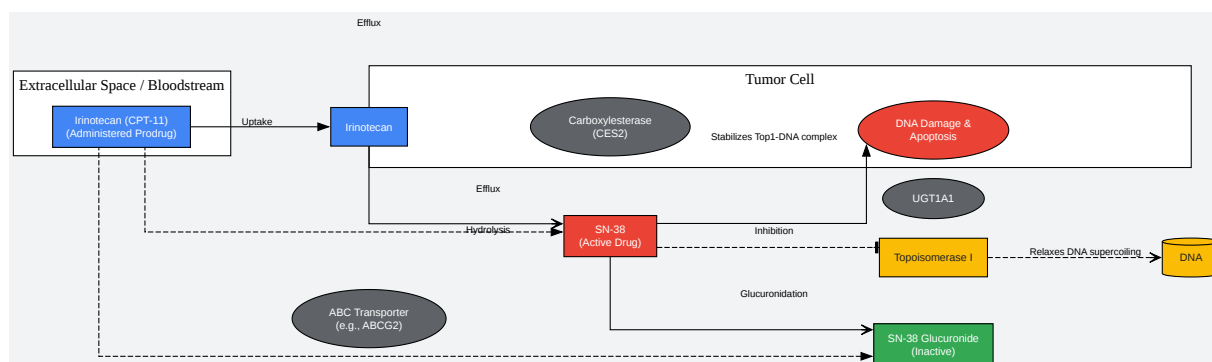 Efflux
Extracellular Space / Bloodstream
Irinotecan (CPT-11)
(Administered Prodrug)
Uptake
Irinotecan
Tumor Cell
Carboxylesterase
(CES2)
Stabilizes Top1-DNA complex
DNA Damage &
Apoptosis
Efflux
UGT1A1
Hydrolysis
SN-38
(Active Drug)
Inhibition
Topoisomerase I
Relaxes DNA supercoiling
DNA
Glucuronidation
ABC Transporter
(e.g., ABCG2)
SN-38 Glucuronide
(Inactive)